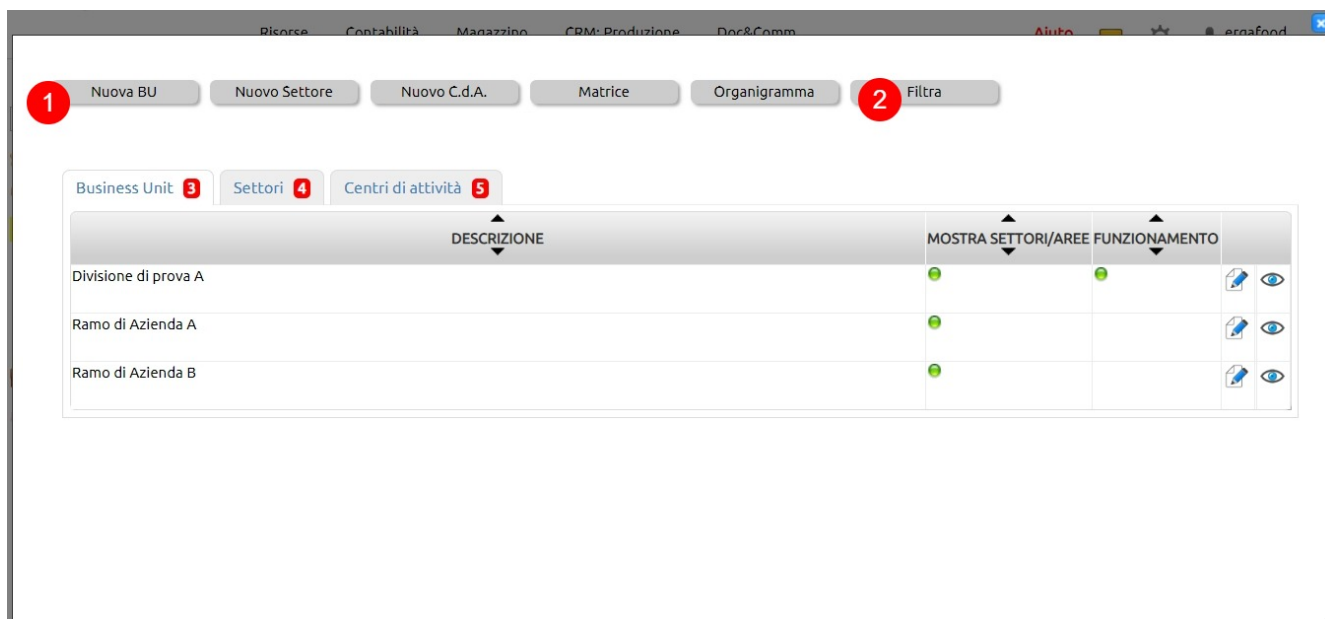 Risorse Contabilità Magazzino CRM: Produzione Doc&Comm Aiuto ergafood
1 Nuova BU Nuovo Settore Nuovo C.d.A. Matrice Organigramma 2 Filtra
Business Unit 3 Settori 4 Centri di attività 5
DESCRIZIONE MOSTRA SETTORI/AREE FUNZIONAMENTO
Divisione di prova A
Ramo di Azienda A
Ramo di Azienda B